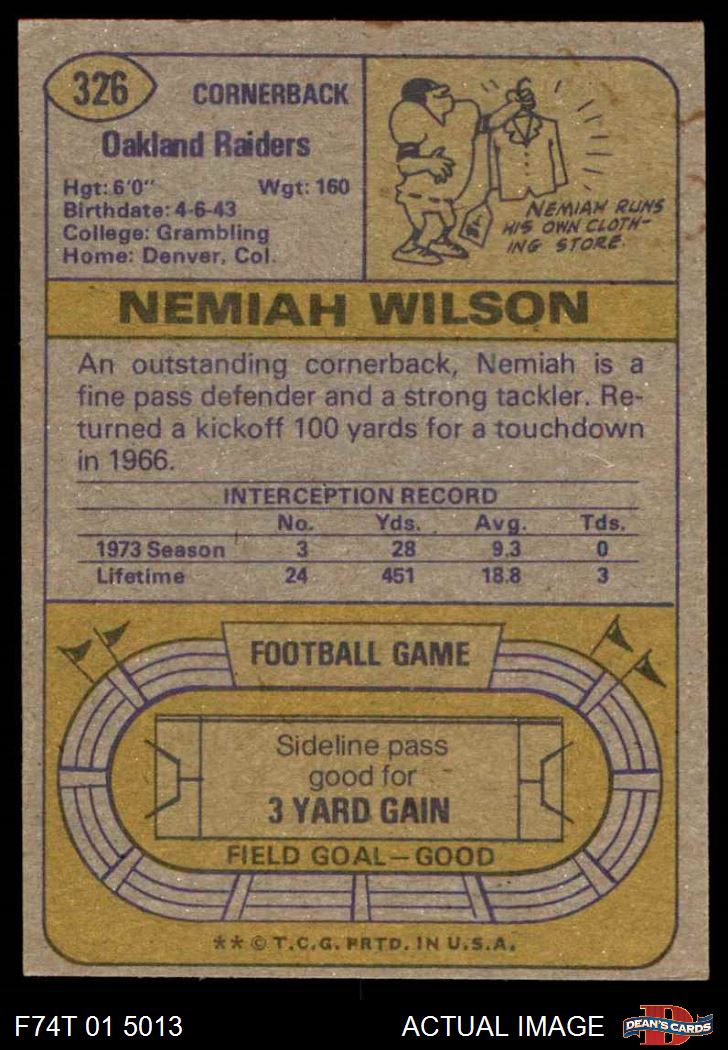 326
CORNERBACK
Oakland Raiders
Hgt: 6'0" Wgt: 160
Birthdate: 4-6-43
College: Grambling
Home: Denver, Col.
NEMIAH RUNS
HIS OWN CLOTH-
ING STORE.
NEMIAH WILSON
An outstanding cornerback, Nemiah is a
fine pass defender and a strong tackler. Re-
turned a kickoff 100 yards for a touchdown
in 1966.
INTERCEPTION RECORD
No. Yds. Avg. Tds.
1973 Season 3 28 9.3 0
Lifetime 24 451 18.8 3
FOOTBALL GAME
Sideline pass
good for
3 YARD GAIN
FIELD GOAL—GOOD
** © T.C.G. PRTD. IN U.S.A.
F74T 01 5013 ACTUAL IMAGE
DEAN'S CARDS